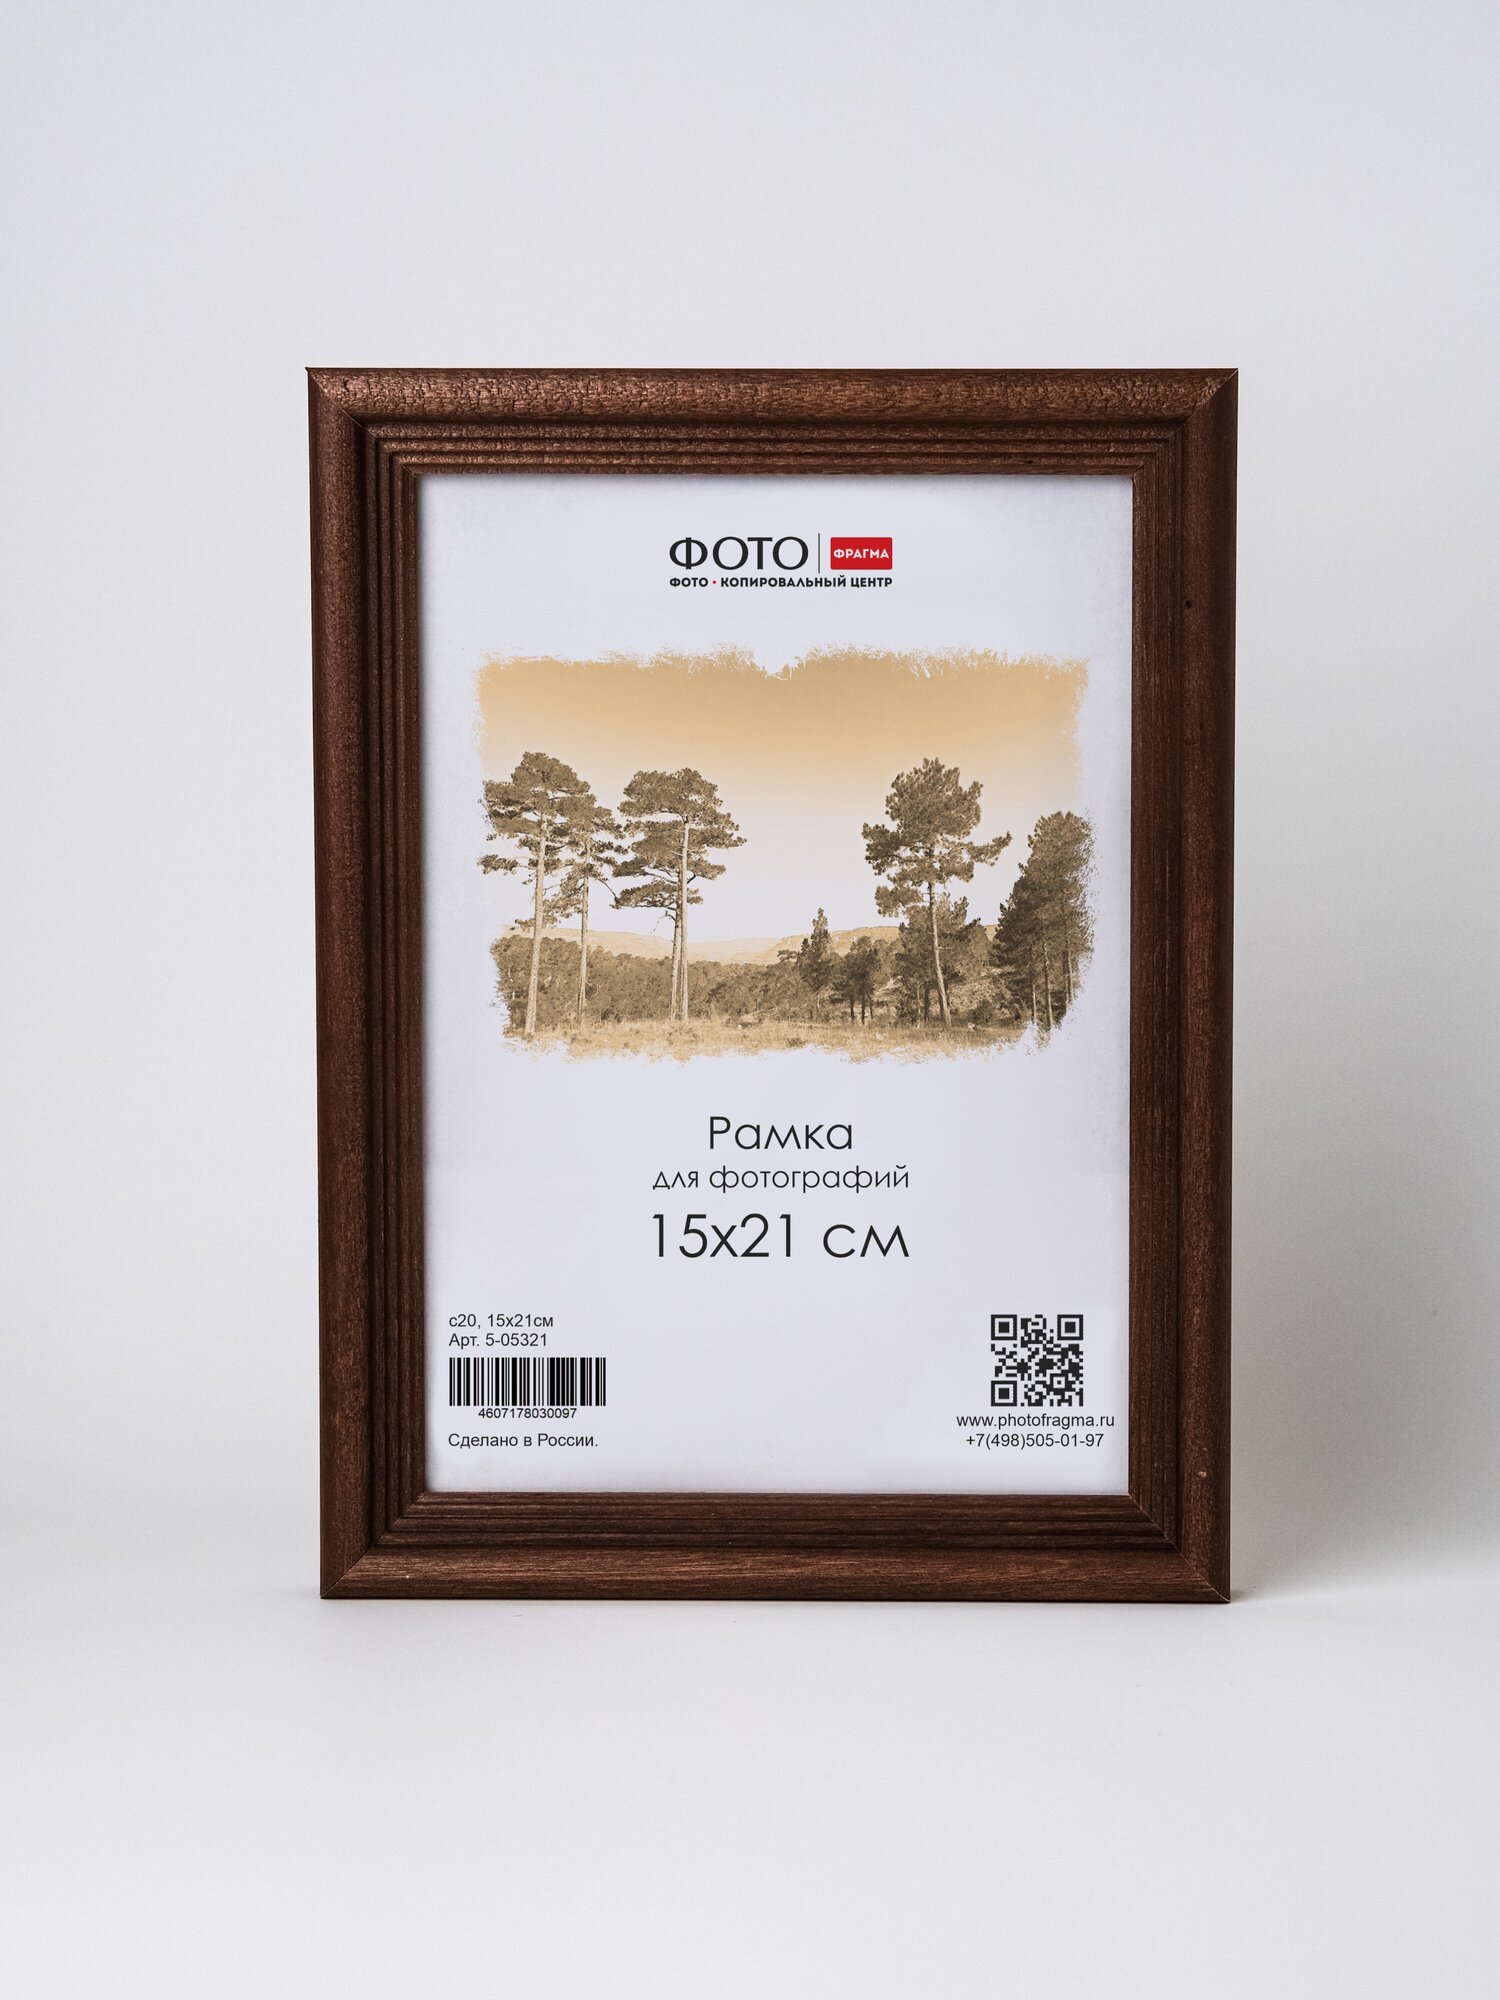 ФОТО ФРАГМА
ФОТО • КОПИРОВАЛЬНЫЙ ЦЕНТР
Рамка
для фотографий
15x21 см
с20, 15x21см
Арт. 5-05321
4607178030097
Сделано в России.
www.photofragma.ru
+7(498)505-01-97